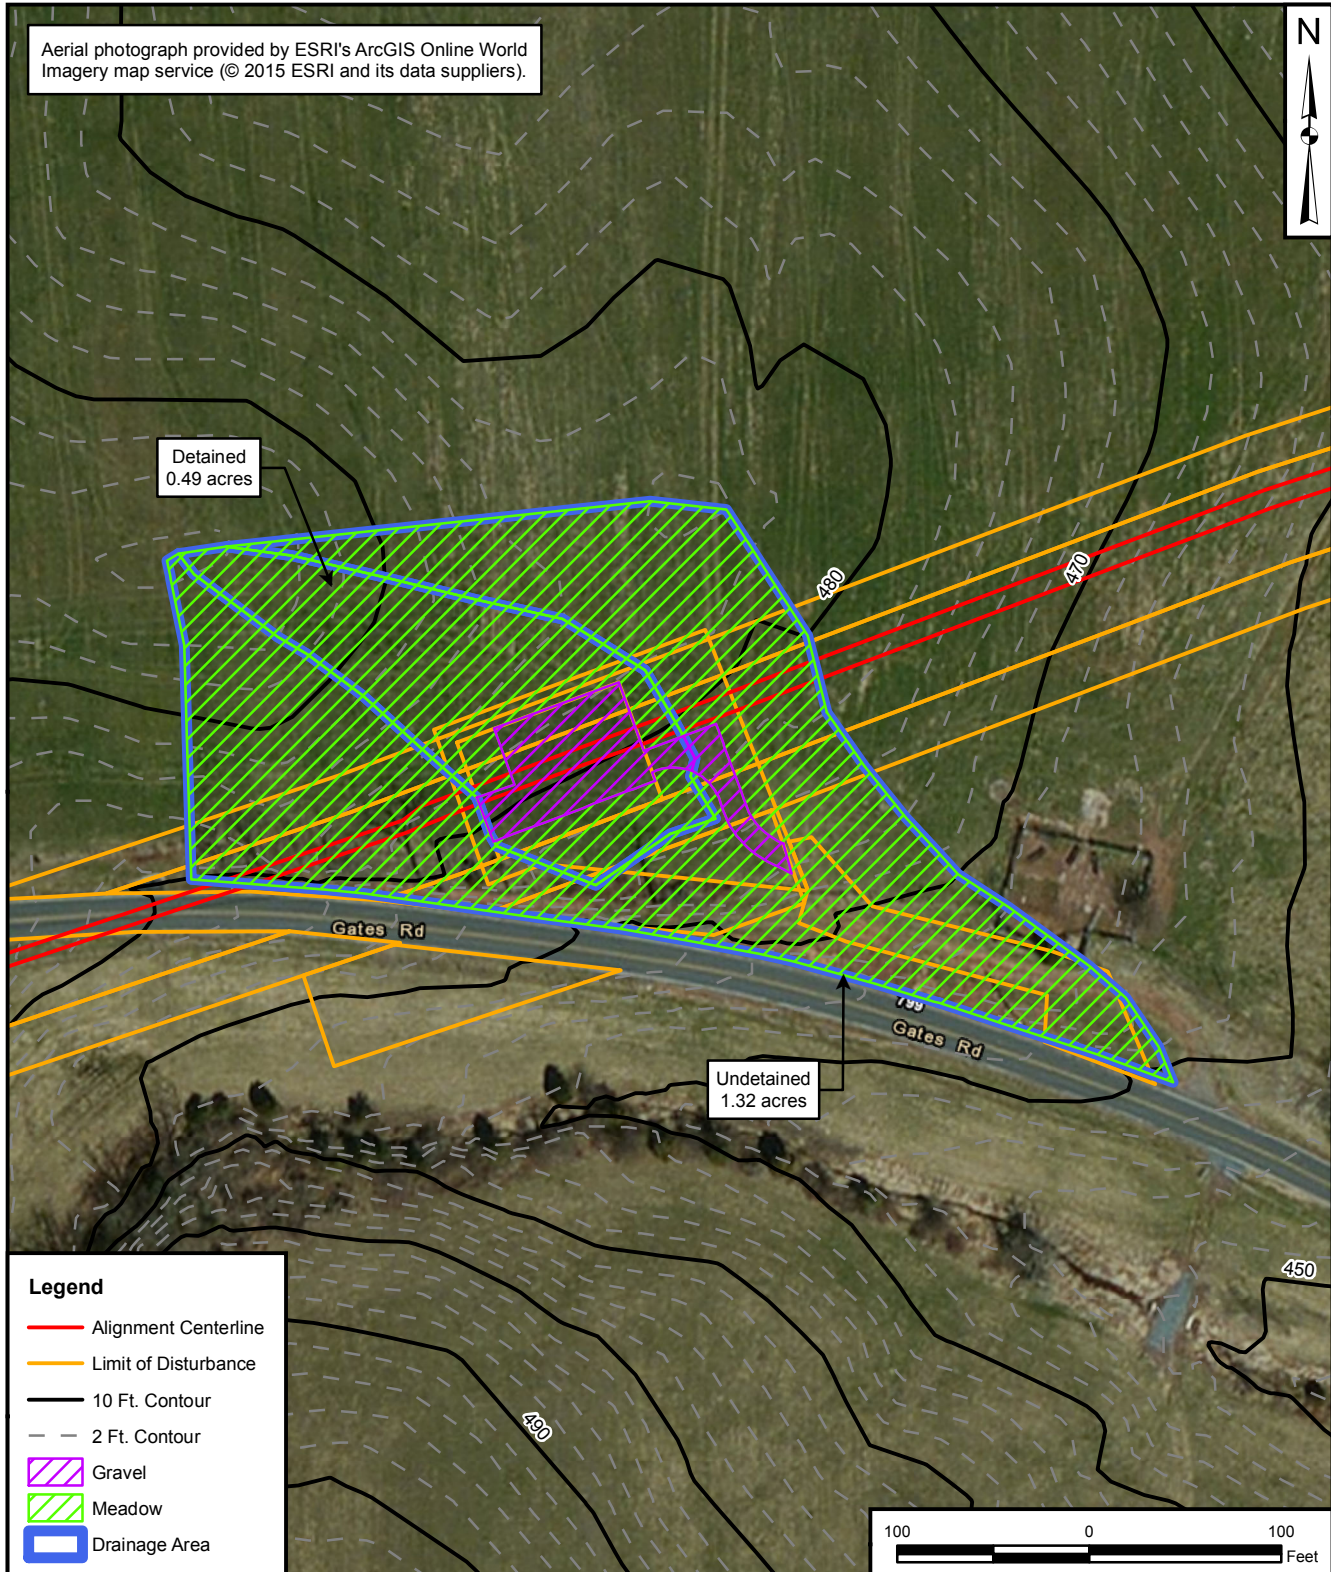 Aerial photograph provided by ESRI's ArcGIS Online World
Imagery map service (© 2015 ESRI and its data suppliers).
N
Detained
0.49 acres
480
470
Gates Rd
799
Gates Rd
Undetained
1.32 acres
450
490
Legend
Alignment Centerline
Limit of Disturbance
10 Ft. Contour
2 Ft. Contour
Gravel
Meadow
Drainage Area
100
0
100
Feet